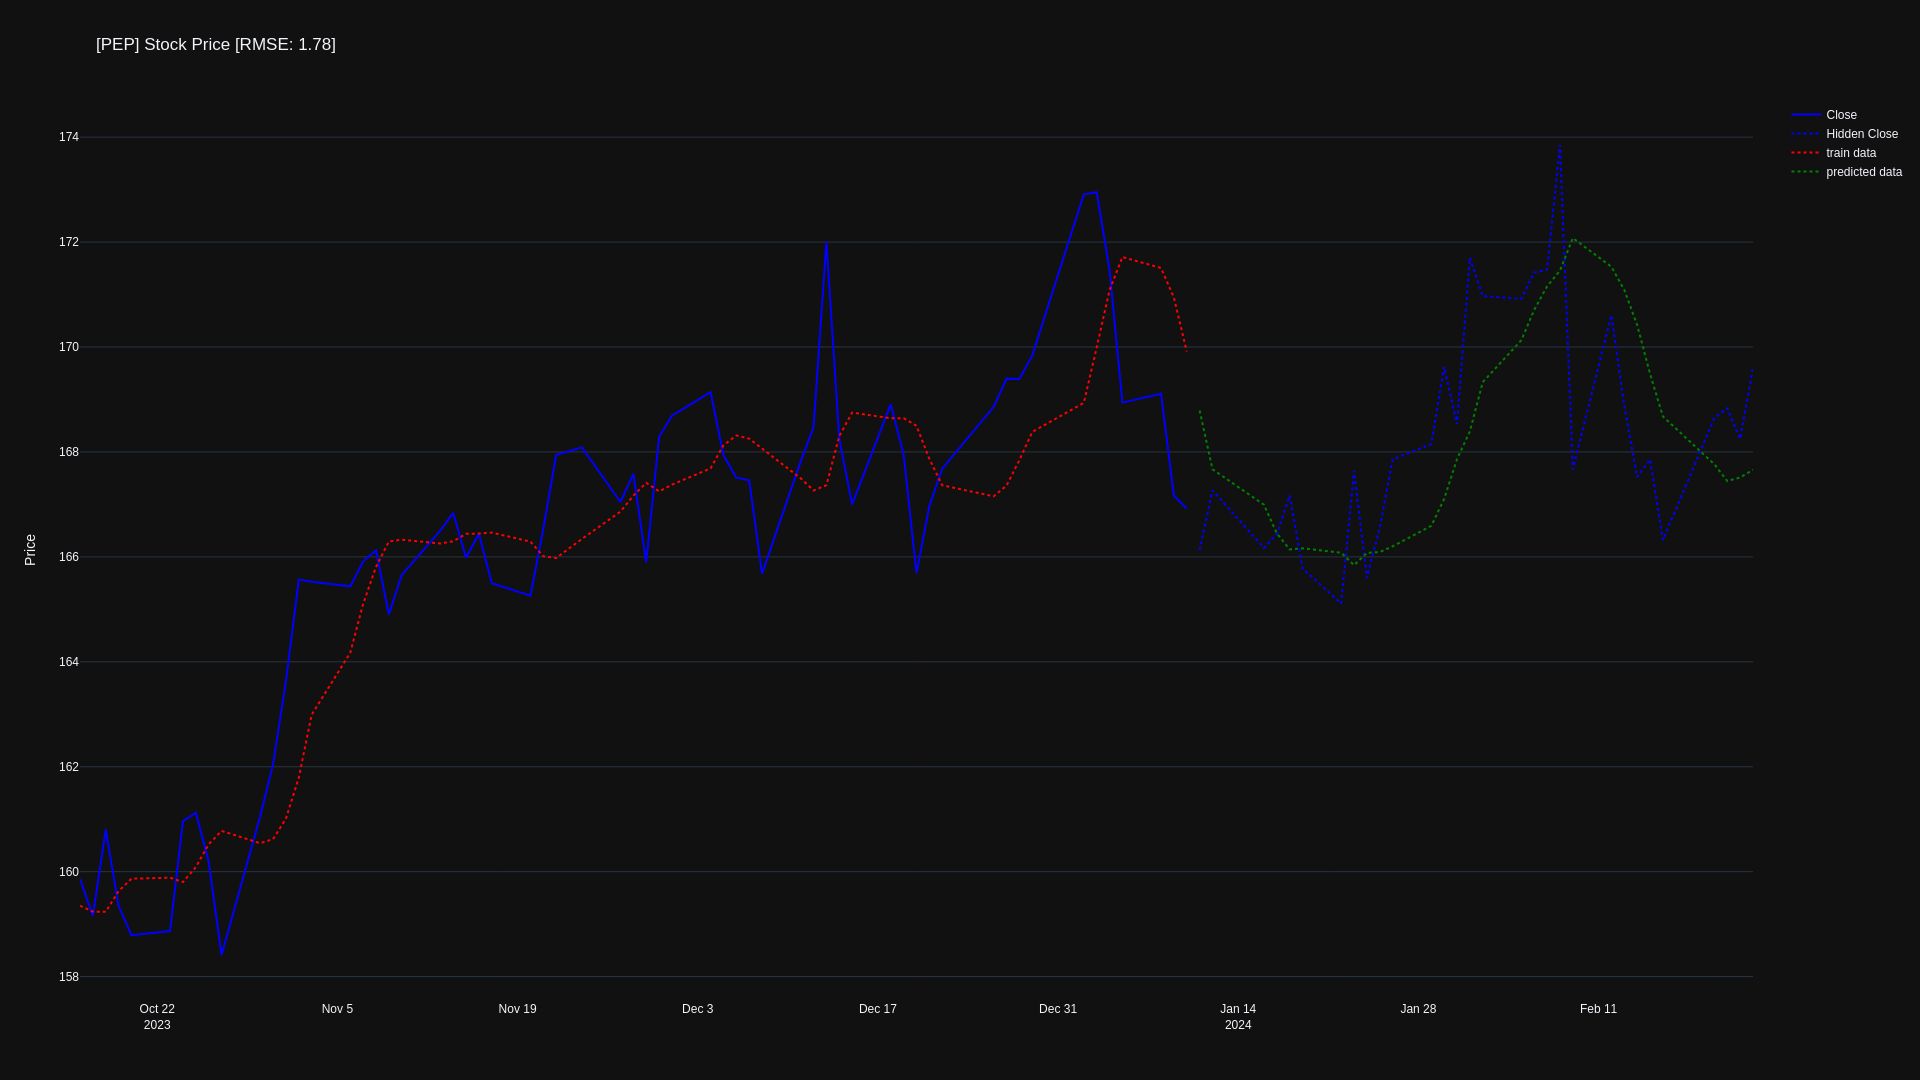 [PEP] Stock Price [RMSE: 1.78]
Close
Hidden Close
train data
predicted data
174
172
170
168
166
164
162
160
158
Price
Oct 22
2023
Nov 5
Nov 19
Dec 3
Dec 17
Dec 31
Jan 14
2024
Jan 28
Feb 11